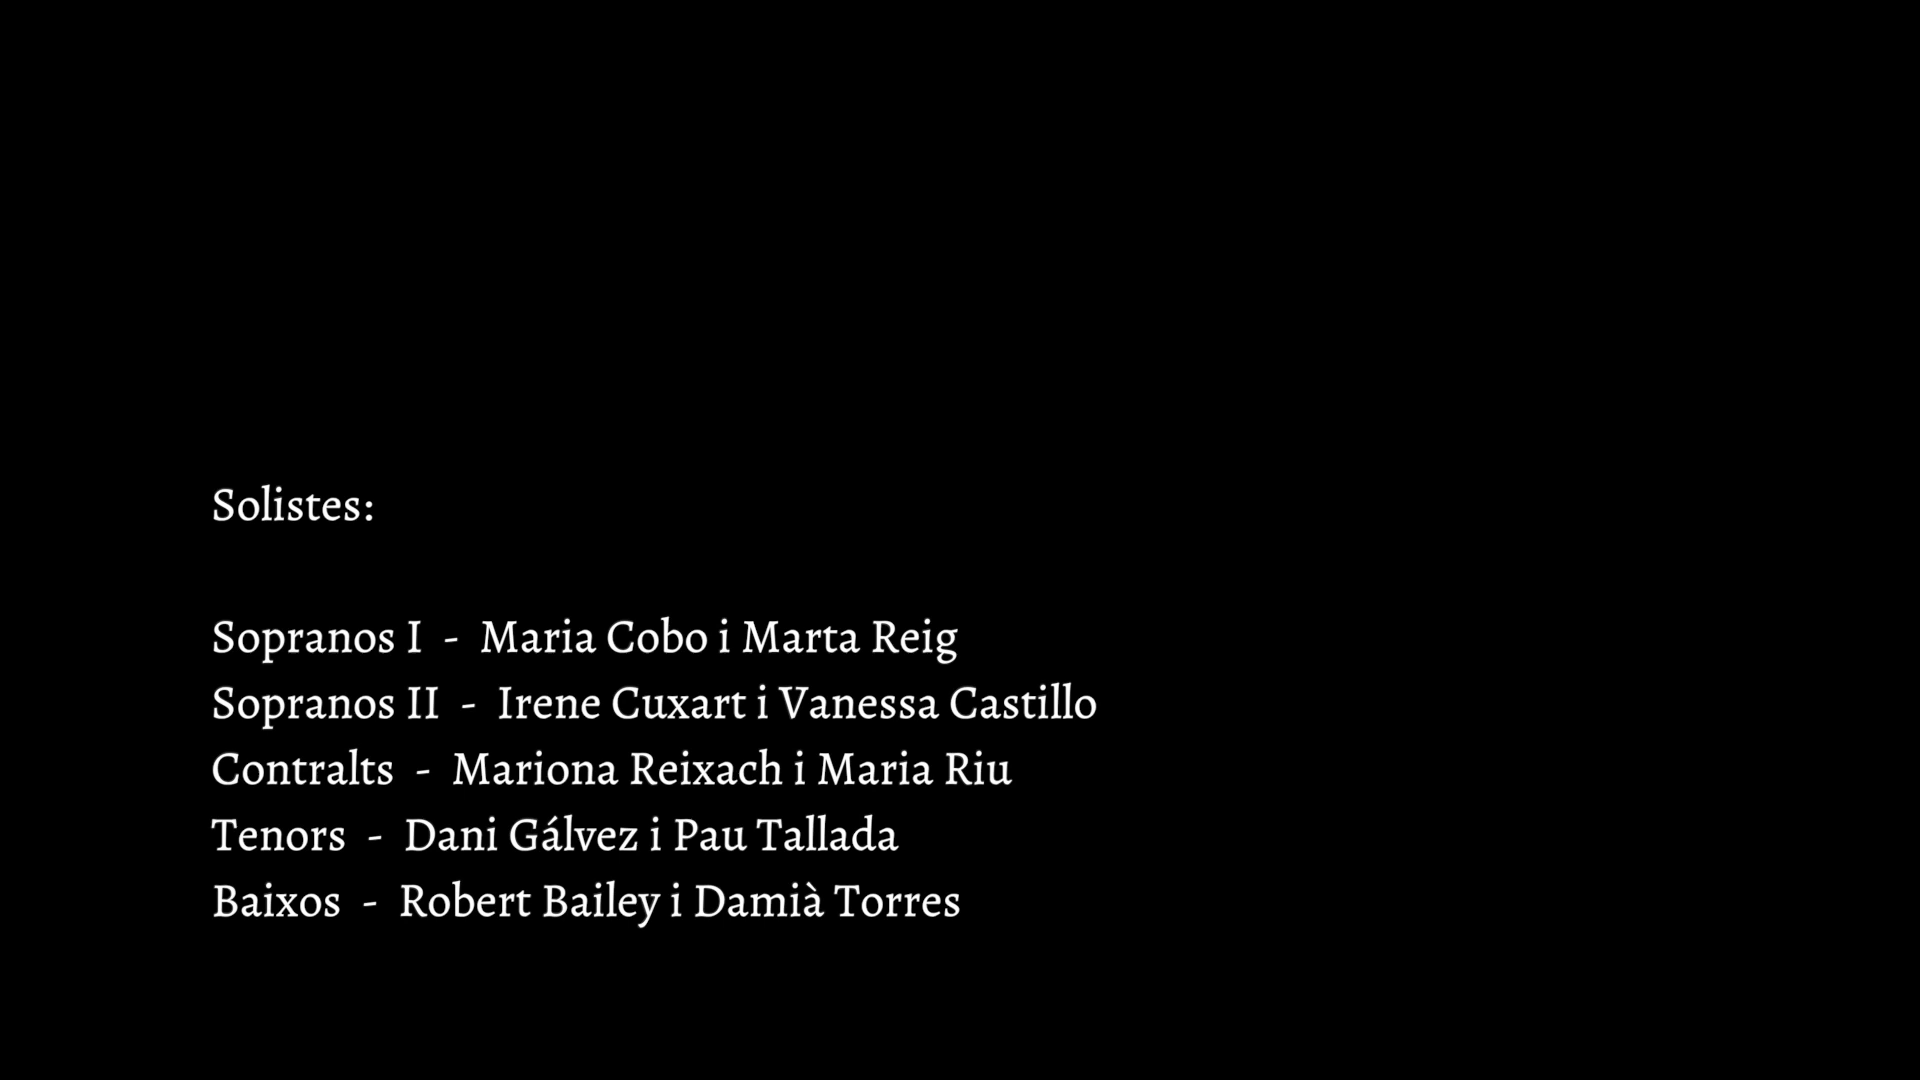 Solistes:
Sopranos I - Maria Cobo i Marta Reig
Sopranos II - Irene Cuxart i Vanessa Castillo
Contralts - Mariona Reixach i Maria Riu
Tenors - Dani Gálvez i Pau Tallada
Baixos - Robert Bailey i Damià Torres